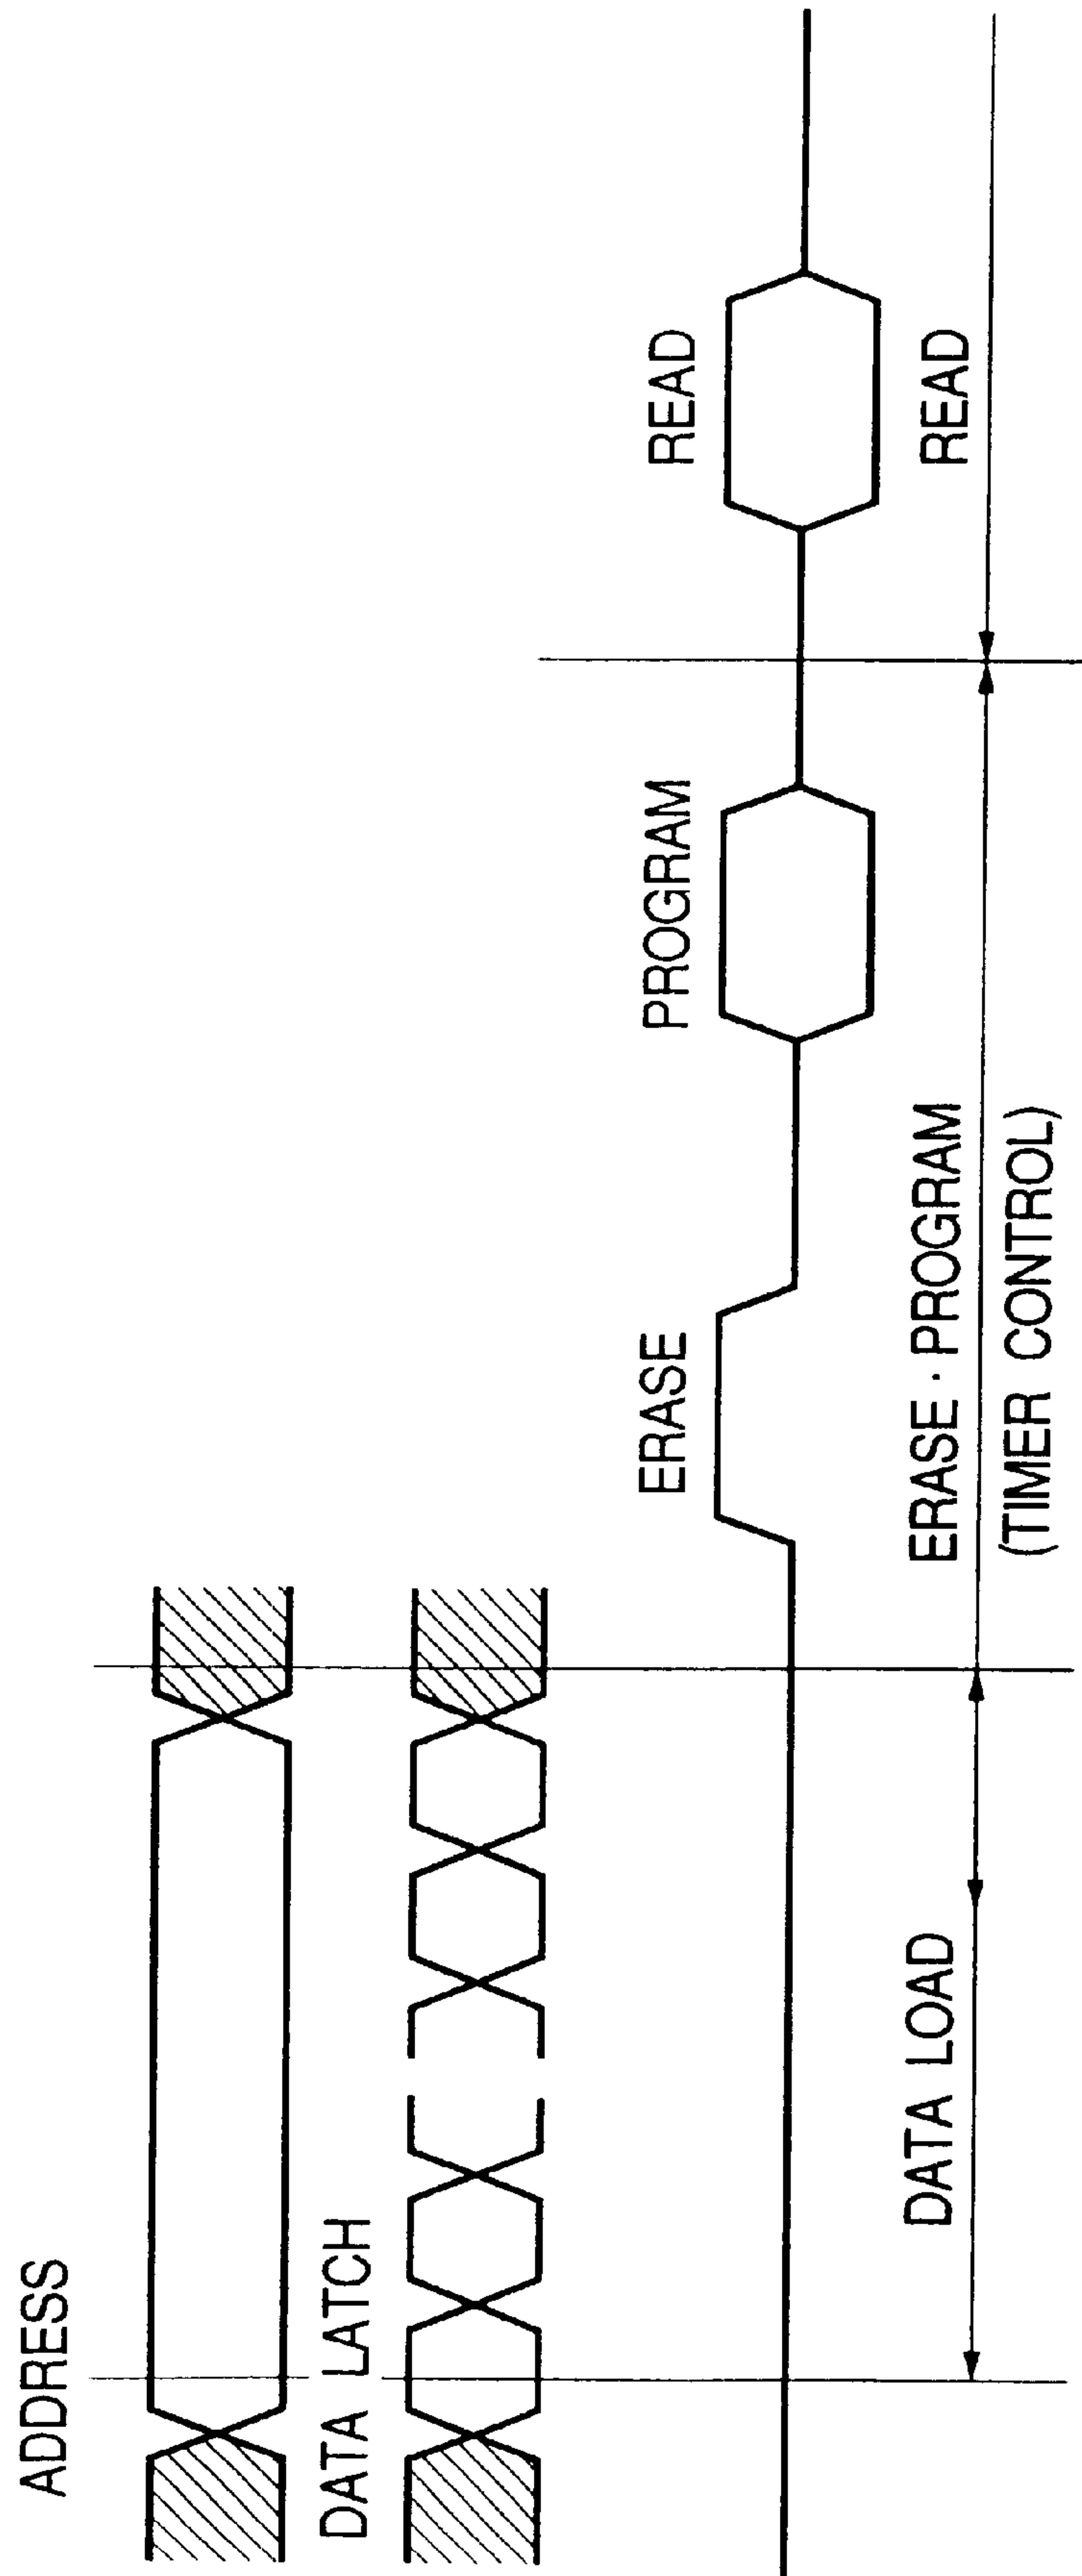 ADDRESS
DATA LATCH
ERASE
PROGRAM
READ
DATA LOAD
ERASE · PROGRAM
(TIMER CONTROL)
READ